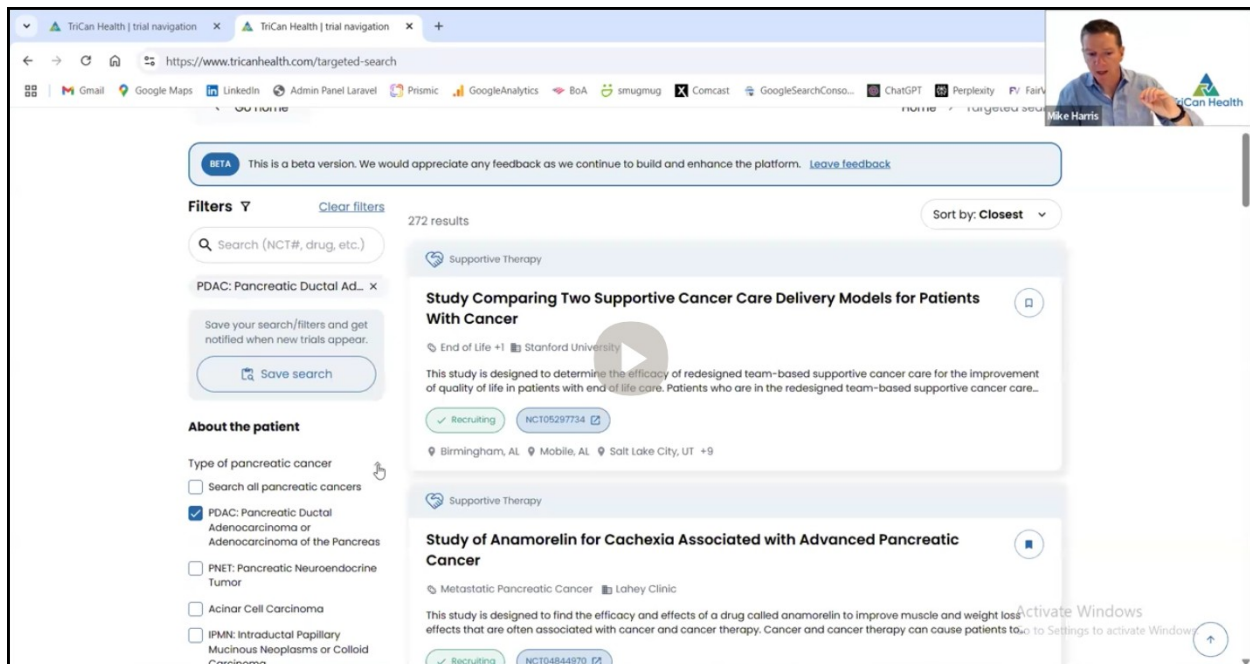 TriCan Health | trial navigation
TriCan Health | trial navigation
https://www.tricanhealth.com/targeted-search
Gmail Google Maps LinkedIn Admin Panel Laravel Prismic GoogleAnalytics BoA smugmug Comcast GoogleSearchConso... ChatGPT Perplexity
Mike Harris
TriCan Health
Go home
Home Targeted
BETA This is a beta version. We would appreciate any feedback as we continue to build and enhance the platform. Leave feedback
Filters Clear filters
Search (NCT#, drug, etc.)
PDAC: Pancreatic Ductal Ad...
Save your search/filters and get
notified when new trials appear.
Save search
About the patient
Type of pancreatic cancer
Search all pancreatic cancers
PDAC: Pancreatic Ductal
Adenocarcinoma or
Adenocarcinoma of the Pancreas
PNET: Pancreatic Neuroendocrine
Tumor
Acinar Cell Carcinoma
IPMN: Intraductal Papillary
Mucinous Neoplasms or Colloid
Carcinoma
272 results
Sort by: Closest
Supportive Therapy
Study Comparing Two Supportive Cancer Care Delivery Models for Patients
With Cancer
End of Life +1 Stanford University
This study is designed to determine the efficacy of redesigned team-based supportive cancer care for the improvement
of quality of life in patients with end of life care. Patients who are in the redesigned team-based supportive cancer care...
Recruiting NCT05297734
Birmingham, AL Mobile, AL Salt Lake City, UT +9
Supportive Therapy
Study of Anamorelin for Cachexia Associated with Advanced Pancreatic
Cancer
Metastatic Pancreatic Cancer Lahey Clinic
This study is designed to find the efficacy and effects of a drug called anamorelin to improve muscle and weight loss
effects that are often associated with cancer and cancer therapy. Cancer and cancer therapy can cause patients to...
Recruiting NCT04844970
Activate Windows
Go to Settings to activate Windows.